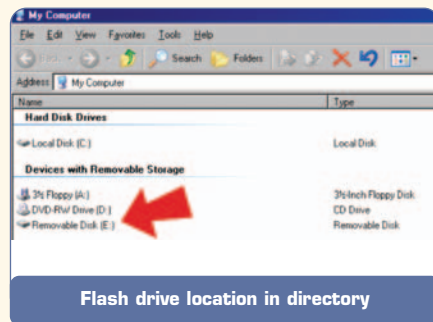 My Computer
File Edit View Favorites Tools Help
Back Search Folders
Address My Computer
Name Type
Hard Disk Drives
Local Disk (C:) Local Disk
Devices with Removable Storage
3½ Floppy (A:) 3½-Inch Floppy Disk
DVD-RW Drive (D:) CD Drive
Removable Disk (E:) Removable Disk
Flash drive location in directory